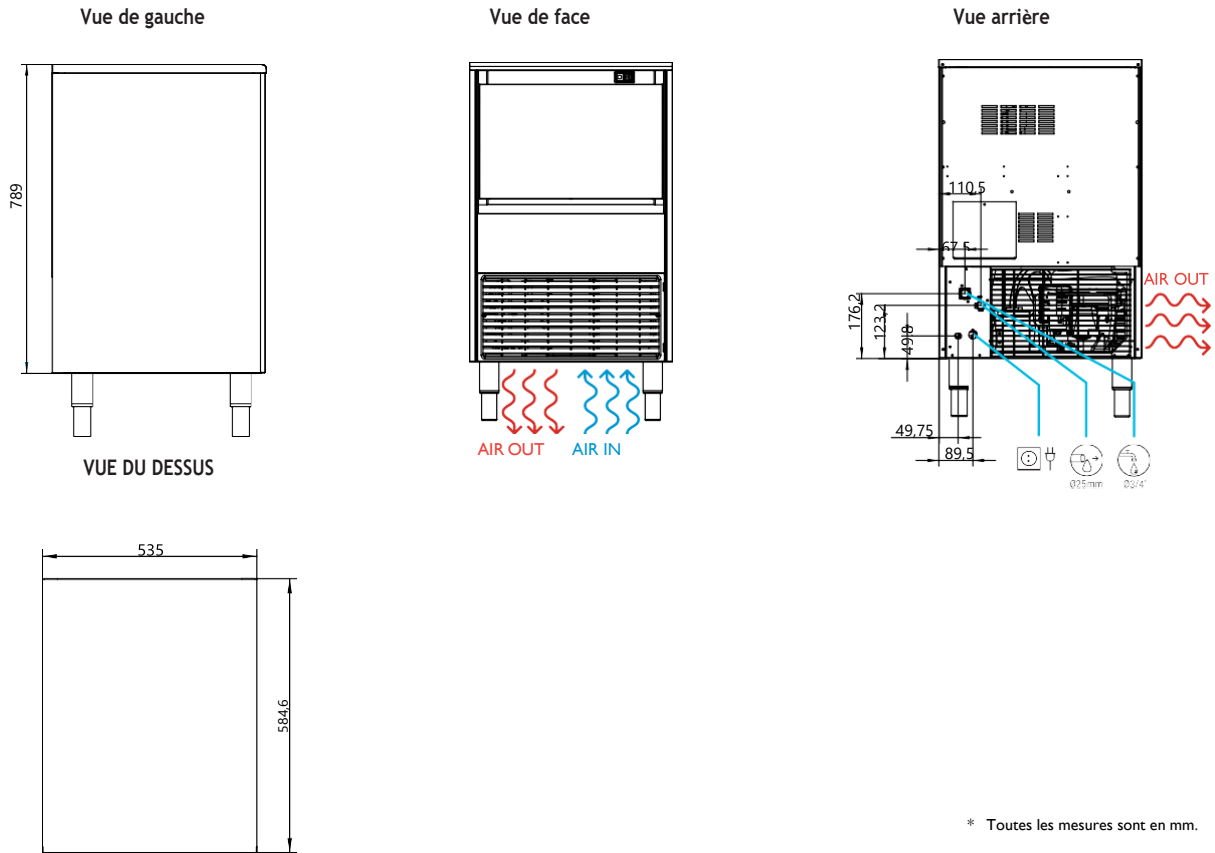 Vue de gauche
Vue de face
Vue arrière
789
110,5
67,5
176,2
123,2
49,8
AIR OUT
AIR OUT
AIR IN
49,75
89,5
Ø25mm
Ø3/4"
VUE DU DESSUS
535
584,6
* Toutes les mesures sont en mm.